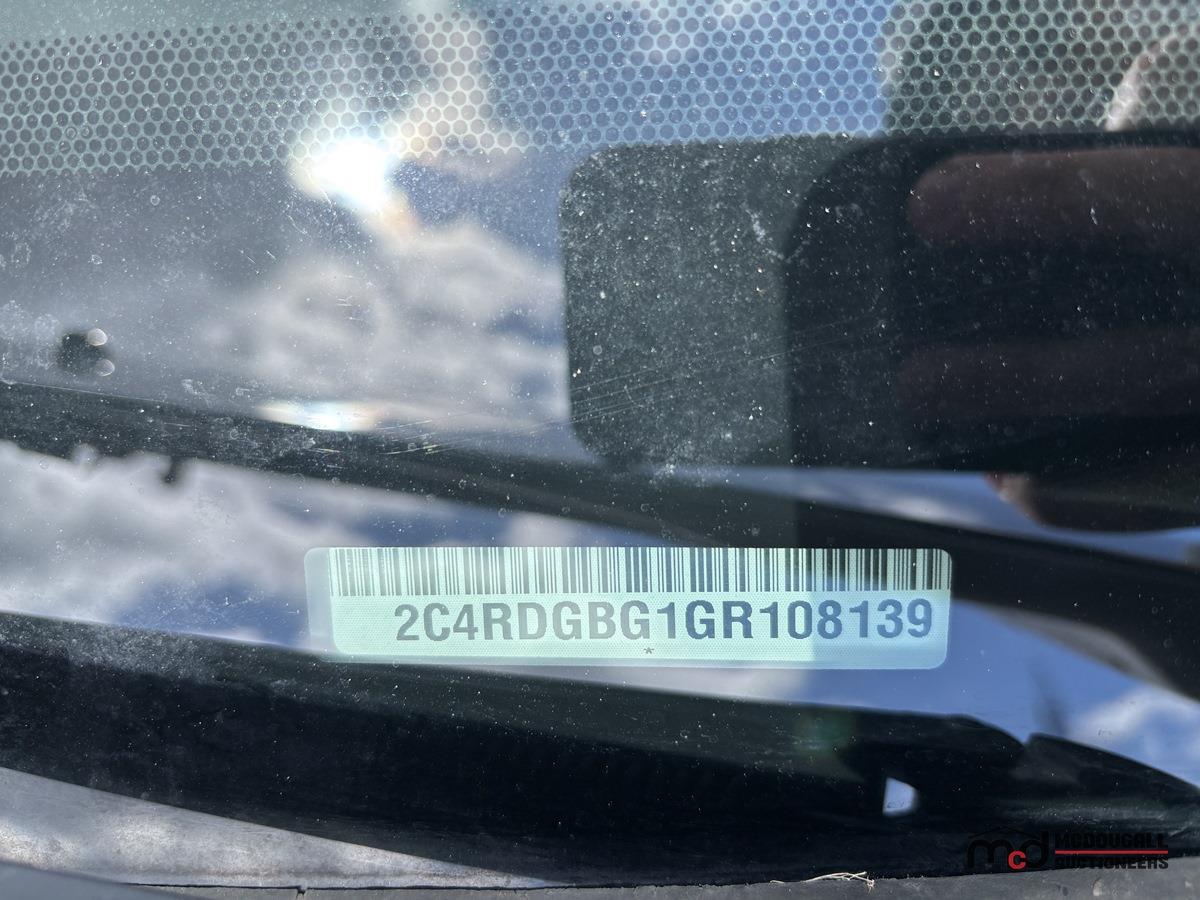 2C4RDGBG1GR108139
*
mcd McDOUGALL
AUCTIONEERS